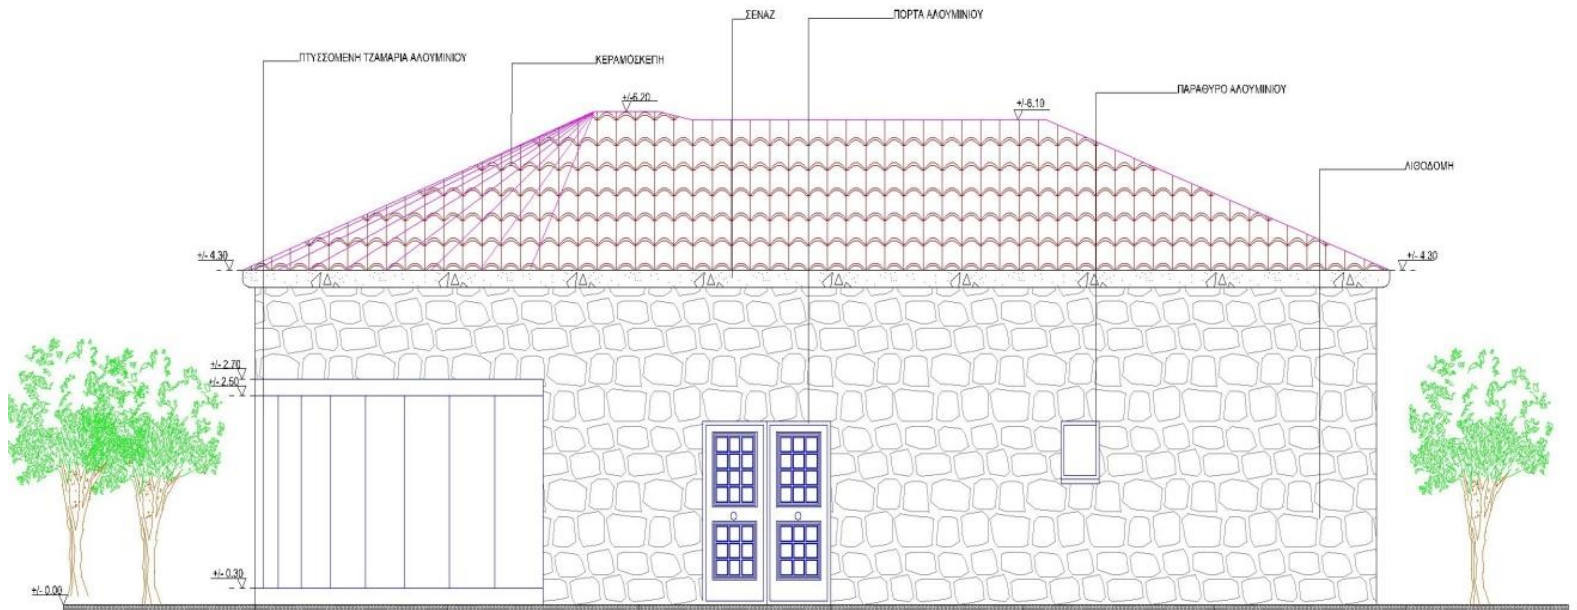 ΣΕΝΑΖ
ΠΟΡΤΑ ΑΛΟΥΜΙΝΙΟΥ
ΠΤΥΣΣΟΜΕΝΗ ΤΖΑΜΑΡΙΑ ΑΛΟΥΜΙΝΙΟΥ
ΚΕΡΑΜΟΣΚΕΠΗ
ΠΑΡΑΘΥΡΟ ΑΛΟΥΜΙΝΙΟΥ
+/-6.20
+/-6.10
ΛΙΘΟΔΟΜΗ
+/- 4.30
+/- 4.30
+/- 2.70
+/- 2.50
+/- 0.30
+/- 0.00